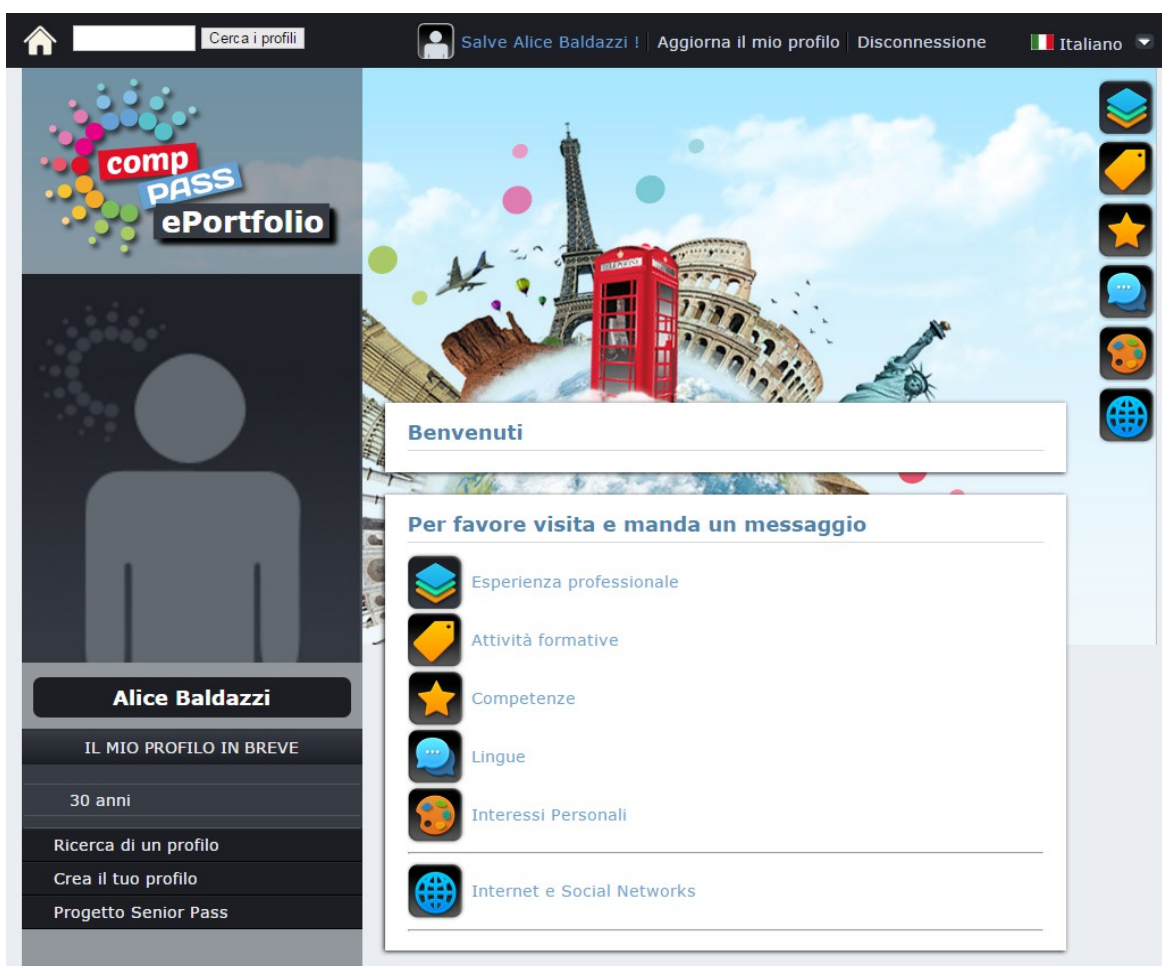 Cerca i profili
Salve Alice Baldazzi !
Aggiorna il mio profilo
Disconnessione
Italiano
comp
PASS
ePortfolio
TELEPHONE
Benvenuti
Per favore visita e manda un messaggio
Esperienza professionale
Attività formative
Competenze
Lingue
Interessi Personali
Internet e Social Networks
Alice Baldazzi
IL MIO PROFILO IN BREVE
30 anni
Ricerca di un profilo
Crea il tuo profilo
Progetto Senior Pass